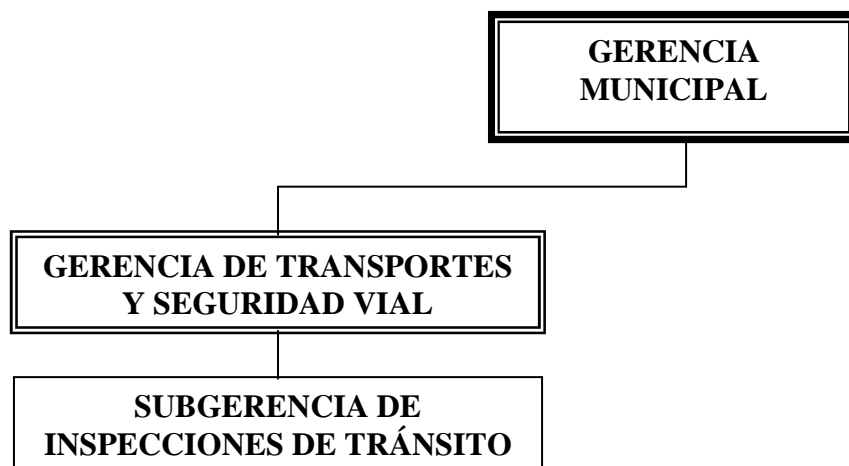 GERENCIA
MUNICIPAL
GERENCIA DE TRANSPORTES
Y SEGURIDAD VIAL
SUBGERENCIA DE
INSPECCIONES DE TRÁNSITO